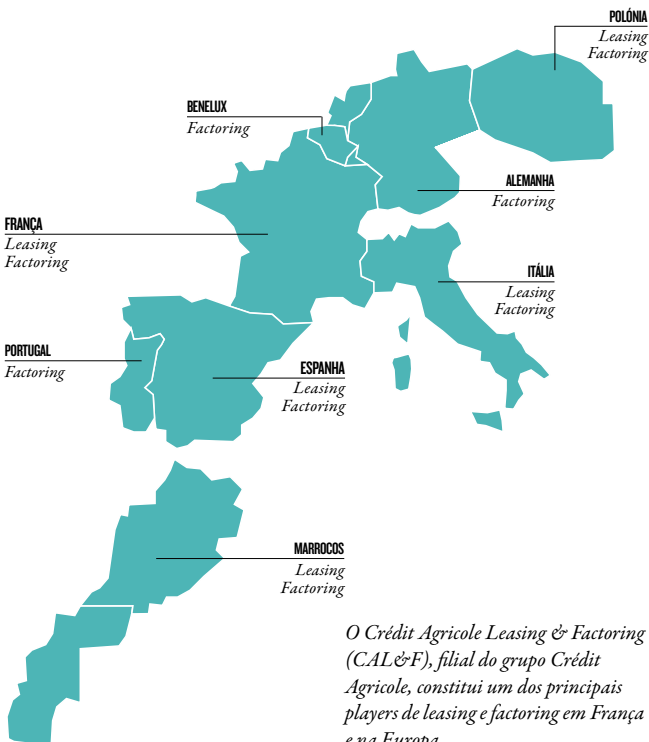 POLÓNIA
Leasing
Factoring
BENELUX
Factoring
ALEMANHA
Factoring
FRANÇA
Leasing
Factoring
ITÁLIA
Leasing
Factoring
PORTUGAL
Factoring
ESPANHA
Leasing
Factoring
MARROCOS
Leasing
Factoring
O Crédit Agricole Leasing & Factoring
(CAL&F), filial do grupo Crédit
Agricole, constitui um dos principais
players de leasing e factoring em França
e na Europa